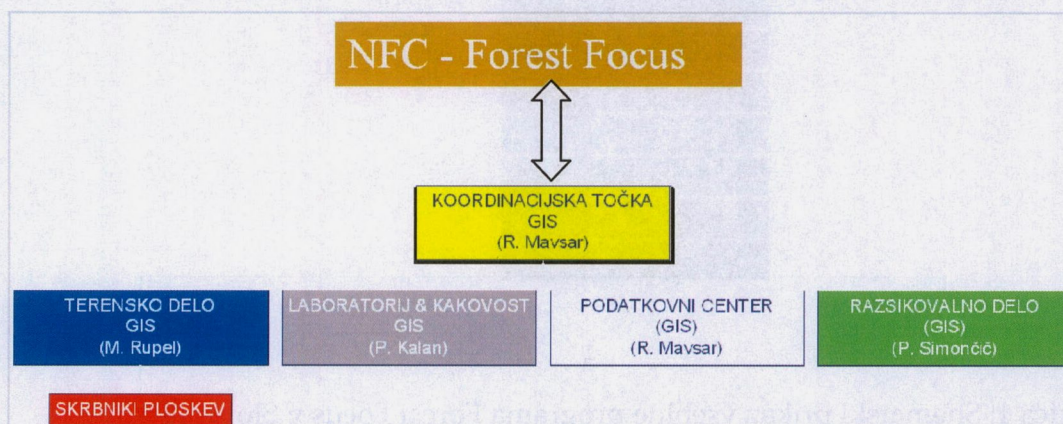 NFC - Forest Focus
KOORDINACIJSKA TOČKA
GIS
(R. Mavsar)
TERENSKO DELO
GIS
(M. Rupel)
LABORATORIJ & KAKOVOST
GIS
(P. Kalan)
PODATKOVNI CENTER
(GIS)
(R. Mavsar)
RAZSIKOVALNO DELO
(GIS)
(P. Simončič)
SKRBNIKI PLOSKEV